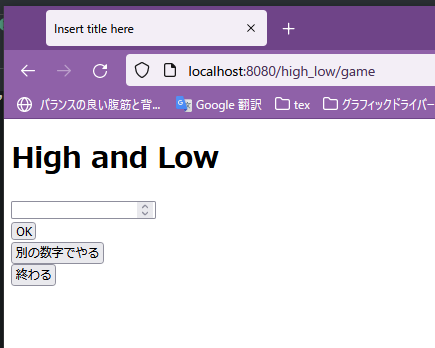 Insert title here
localhost:8080/high_low/game
バランスの良い腹筋と背... Google 翻訳 tex グラフィックドライバー
High and Low
OK
別の数字でやる
終わる